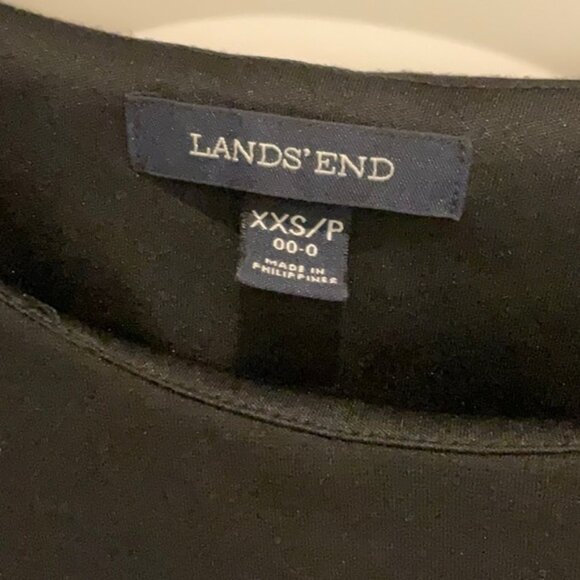 LANDS' END
XXS/P
00-0
MADE IN
PHILIPPINES